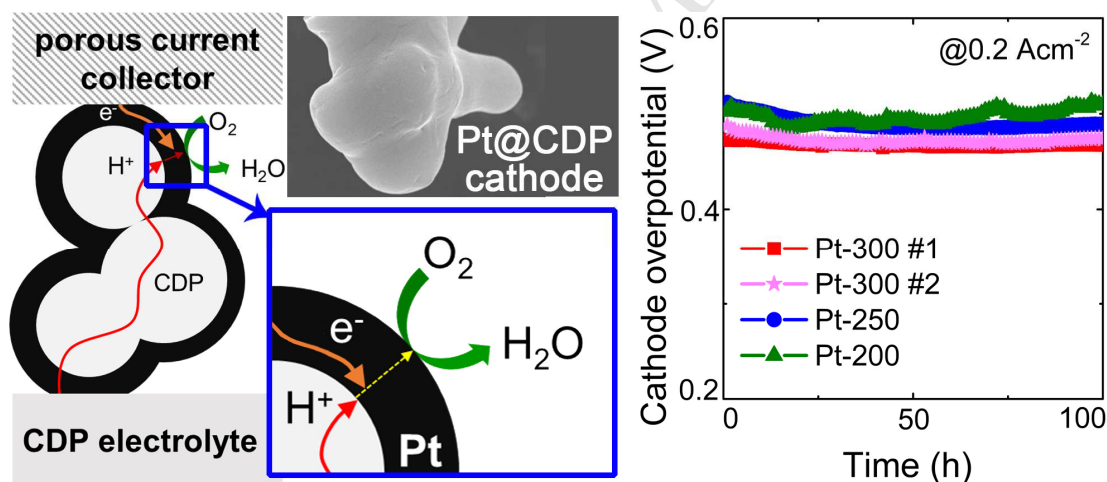 porous current
collector
e-
O2
H+
H2O
CDP
CDP electrolyte
Pt@CDP
cathode
O2
e-
H2O
H+
Pt
@0.2 Acm-2
Cathode overpotential (V)
0.6
0.4
0.2
Pt-300 #1
Pt-300 #2
Pt-250
Pt-200
0
50
100
Time (h)